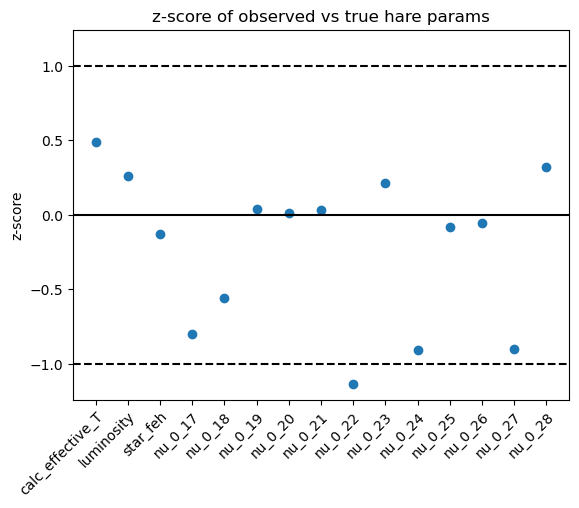 z-score of observed vs true hare params
z-score
1.0
0.5
0.0
−0.5
−1.0
calc_effective_T
luminosity
star_feh
nu_0_17
nu_0_18
nu_0_19
nu_0_20
nu_0_21
nu_0_22
nu_0_23
nu_0_24
nu_0_25
nu_0_26
nu_0_27
nu_0_28